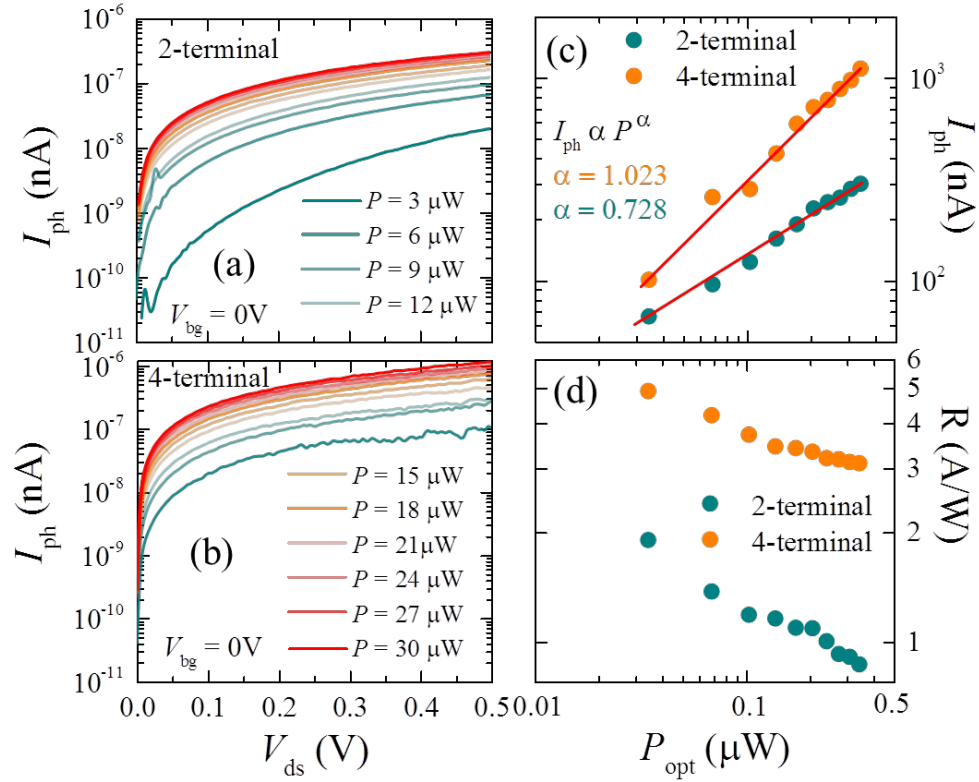 2-terminal
I_ph (nA)
10^-6
10^-7
10^-8
10^-9
10^-10
10^-11
P = 3 μW
P = 6 μW
P = 9 μW
P = 12 μW
(a)
V_bg = 0V
4-terminal
I_ph (nA)
10^-6
10^-7
10^-8
10^-9
10^-10
10^-11
P = 15 μW
P = 18 μW
P = 21μW
P = 24 μW
P = 27 μW
P = 30 μW
(b)
V_bg = 0V
0.0 0.1 0.2 0.3 0.4 0.5
V_ds (V)
(c)
2-terminal
4-terminal
I_ph α P^α
α = 1.023
α = 0.728
10^3
10^2
I_ph (nA)
(d)
6
5
4
3
2
1
R (A/W)
2-terminal
4-terminal
0.01 0.1 0.5
P_opt (μW)